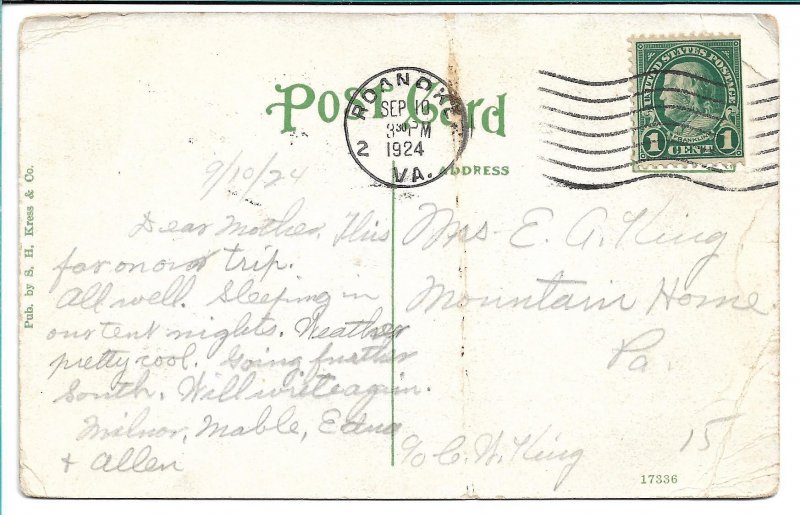 Post Card
ROANOKE
SEP 10
3 30 PM
1924
2
VA.
UNITED STATES POSTAGE
FRANKLIN
1 CENT 1
ADDRESS
Pub. by S. H. Kress & Co.
9/10/24
Dear Mother, This
far on our trip.
All well. Sleeping in
our tent nights. Weather
pretty cool. Going further
South. Will write again.
Milnor, Mable, Edna
+ Allen
Mrs E. A. King
Mountain Home
Pa.
c/o C. W. King
15
17336